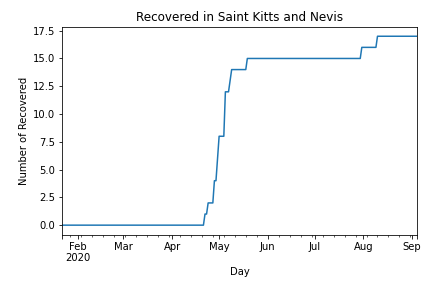 Recovered in Saint Kitts and Nevis
17.5
15.0
12.5
10.0
7.5
5.0
2.5
0.0
Number of Recovered
Feb Mar Apr May Jun Jul Aug Sep
2020
Day